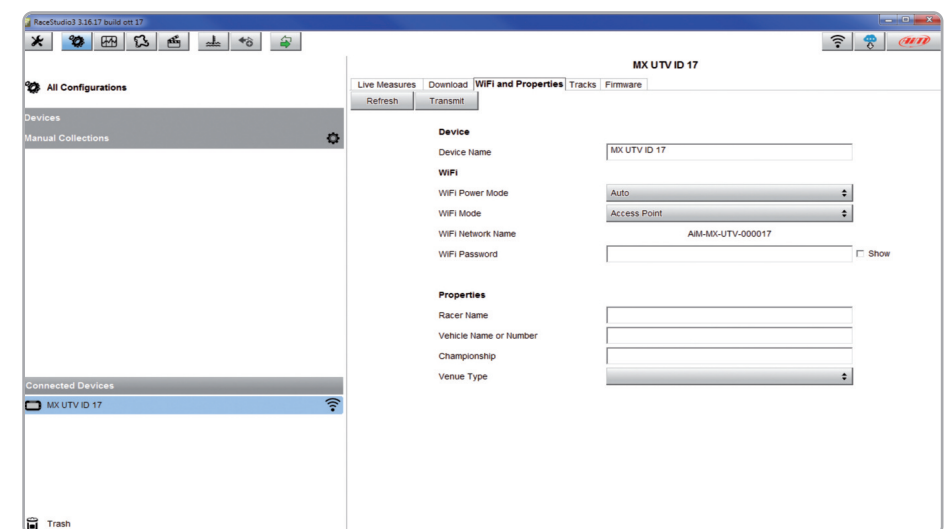 RaceStudio3 3.16.17 build ott 17
AiM
MX UTV ID 17
All Configurations
Live Measures Download WiFi and Properties Tracks Firmware
Refresh Transmit
Devices
Manual Collections
Device
Device Name MX UTV ID 17
WiFi
WiFi Power Mode Auto
WiFi Mode Access Point
WiFi Network Name AiM-MX-UTV-000017
WiFi Password Show
Properties
Racer Name
Vehicle Name or Number
Championship
Venue Type
Connected Devices
MX UTV ID 17
Trash